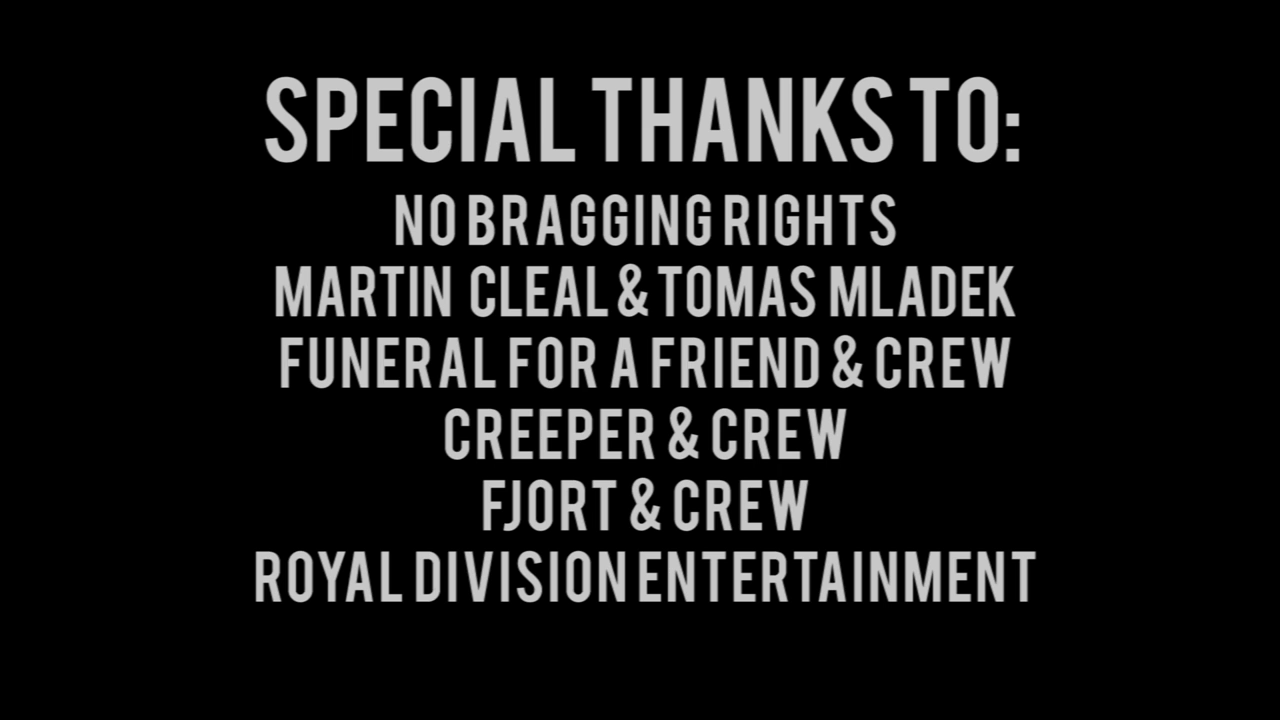 SPECIAL THANKS TO:
NO BRAGGING RIGHTS
MARTIN CLEAL & TOMAS MLADEK
FUNERAL FOR A FRIEND & CREW
CREEPER & CREW
FJORT & CREW
ROYAL DIVISION ENTERTAINMENT